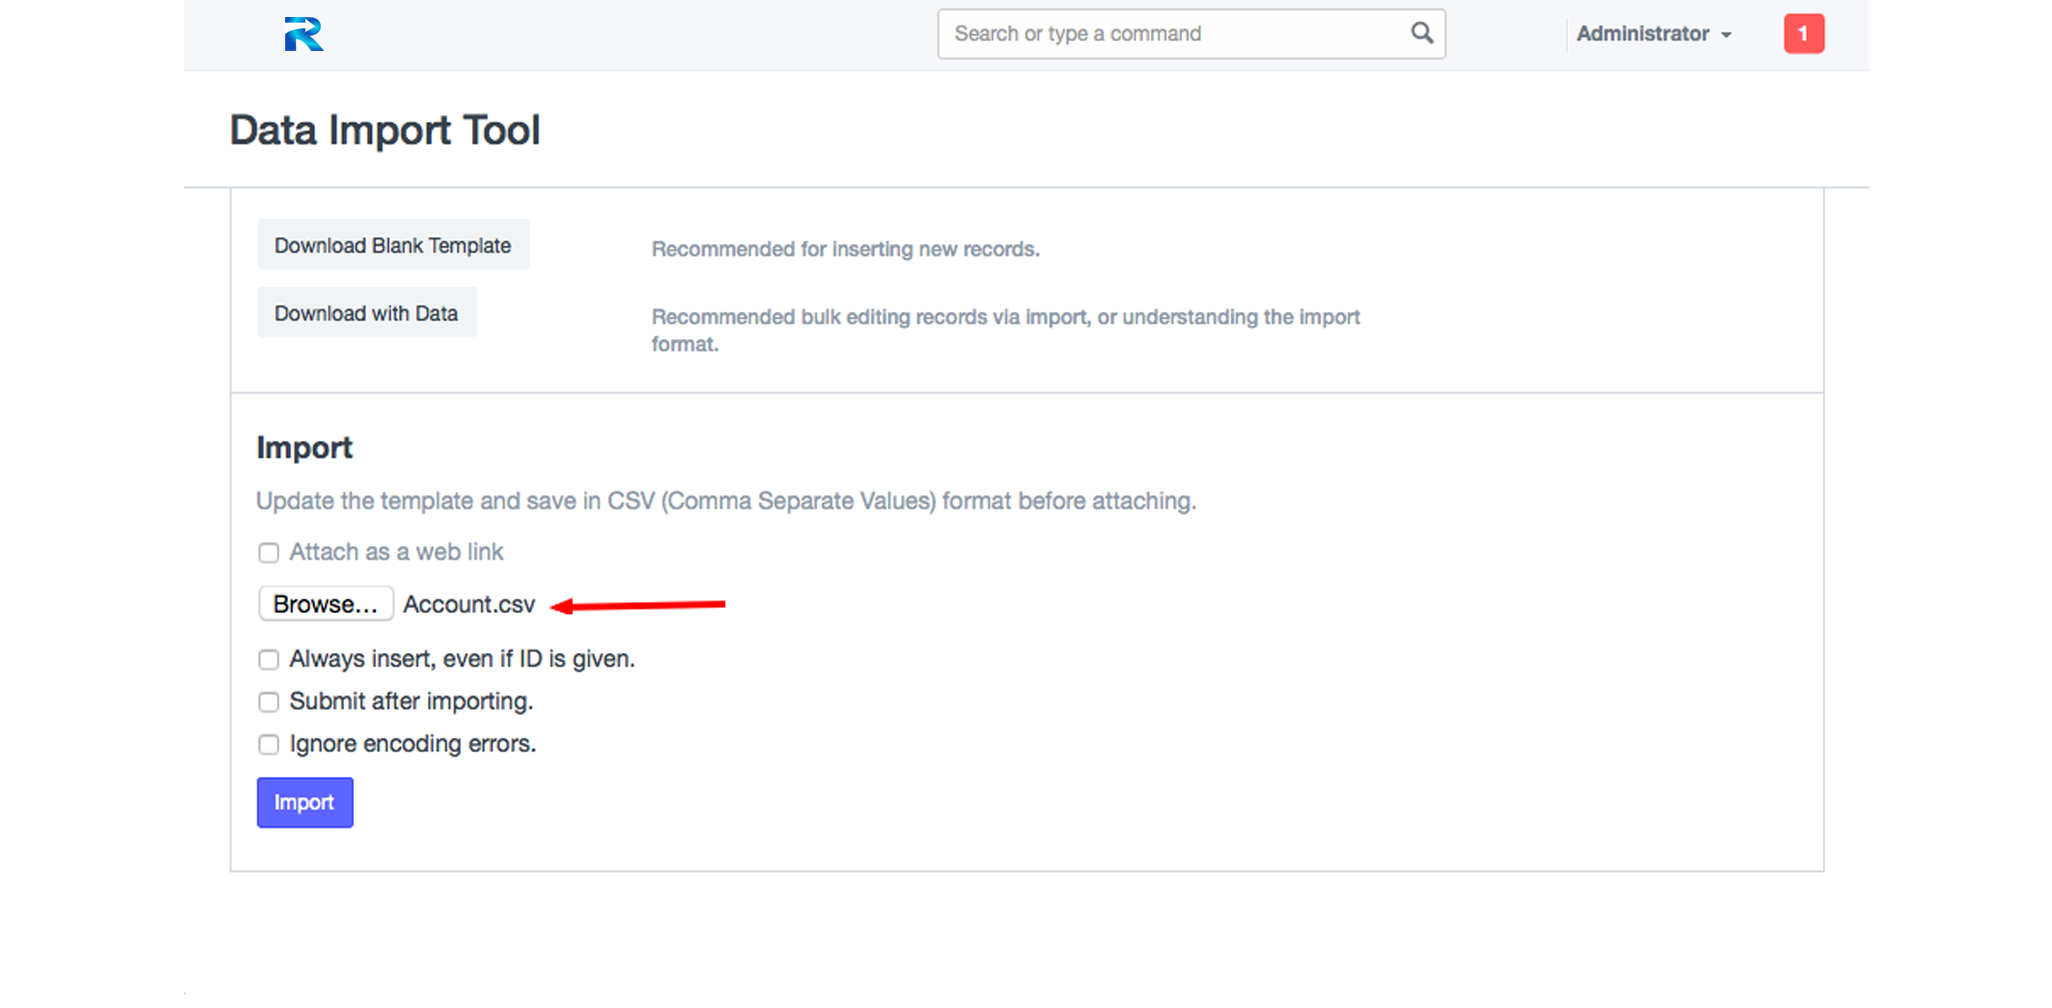 R
Search or type a command
Administrator
1
Data Import Tool
Download Blank Template
Recommended for inserting new records.
Download with Data
Recommended bulk editing records via import, or understanding the import
format.
Import
Update the template and save in CSV (Comma Separate Values) format before attaching.
Attach as a web link
Browse... Account.csv
Always insert, even if ID is given.
Submit after importing.
Ignore encoding errors.
Import